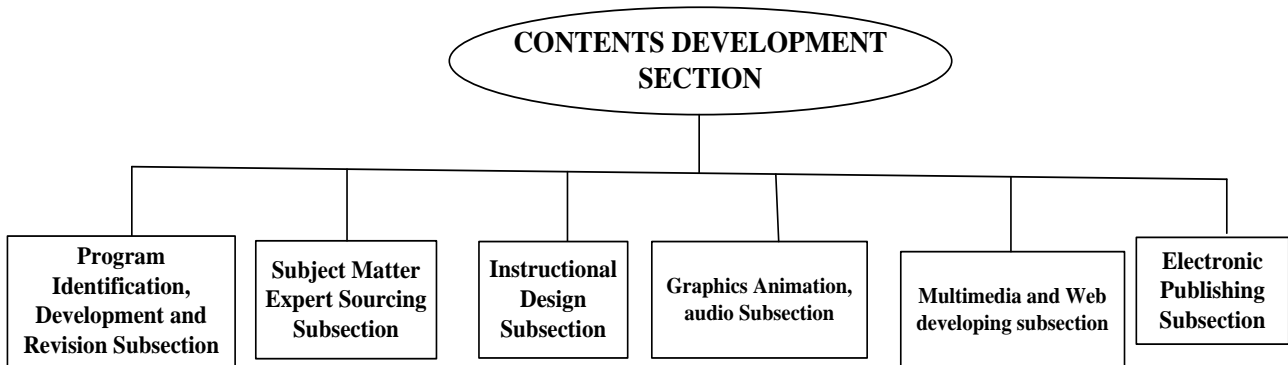 CONTENTS DEVELOPMENT
SECTION
Program
Identification,
Development and
Revision Subsection
Subject Matter
Expert Sourcing
Subsection
Instructional
Design
Subsection
Graphics Animation,
audio Subsection
Multimedia and Web
developing subsection
Electronic
Publishing
Subsection